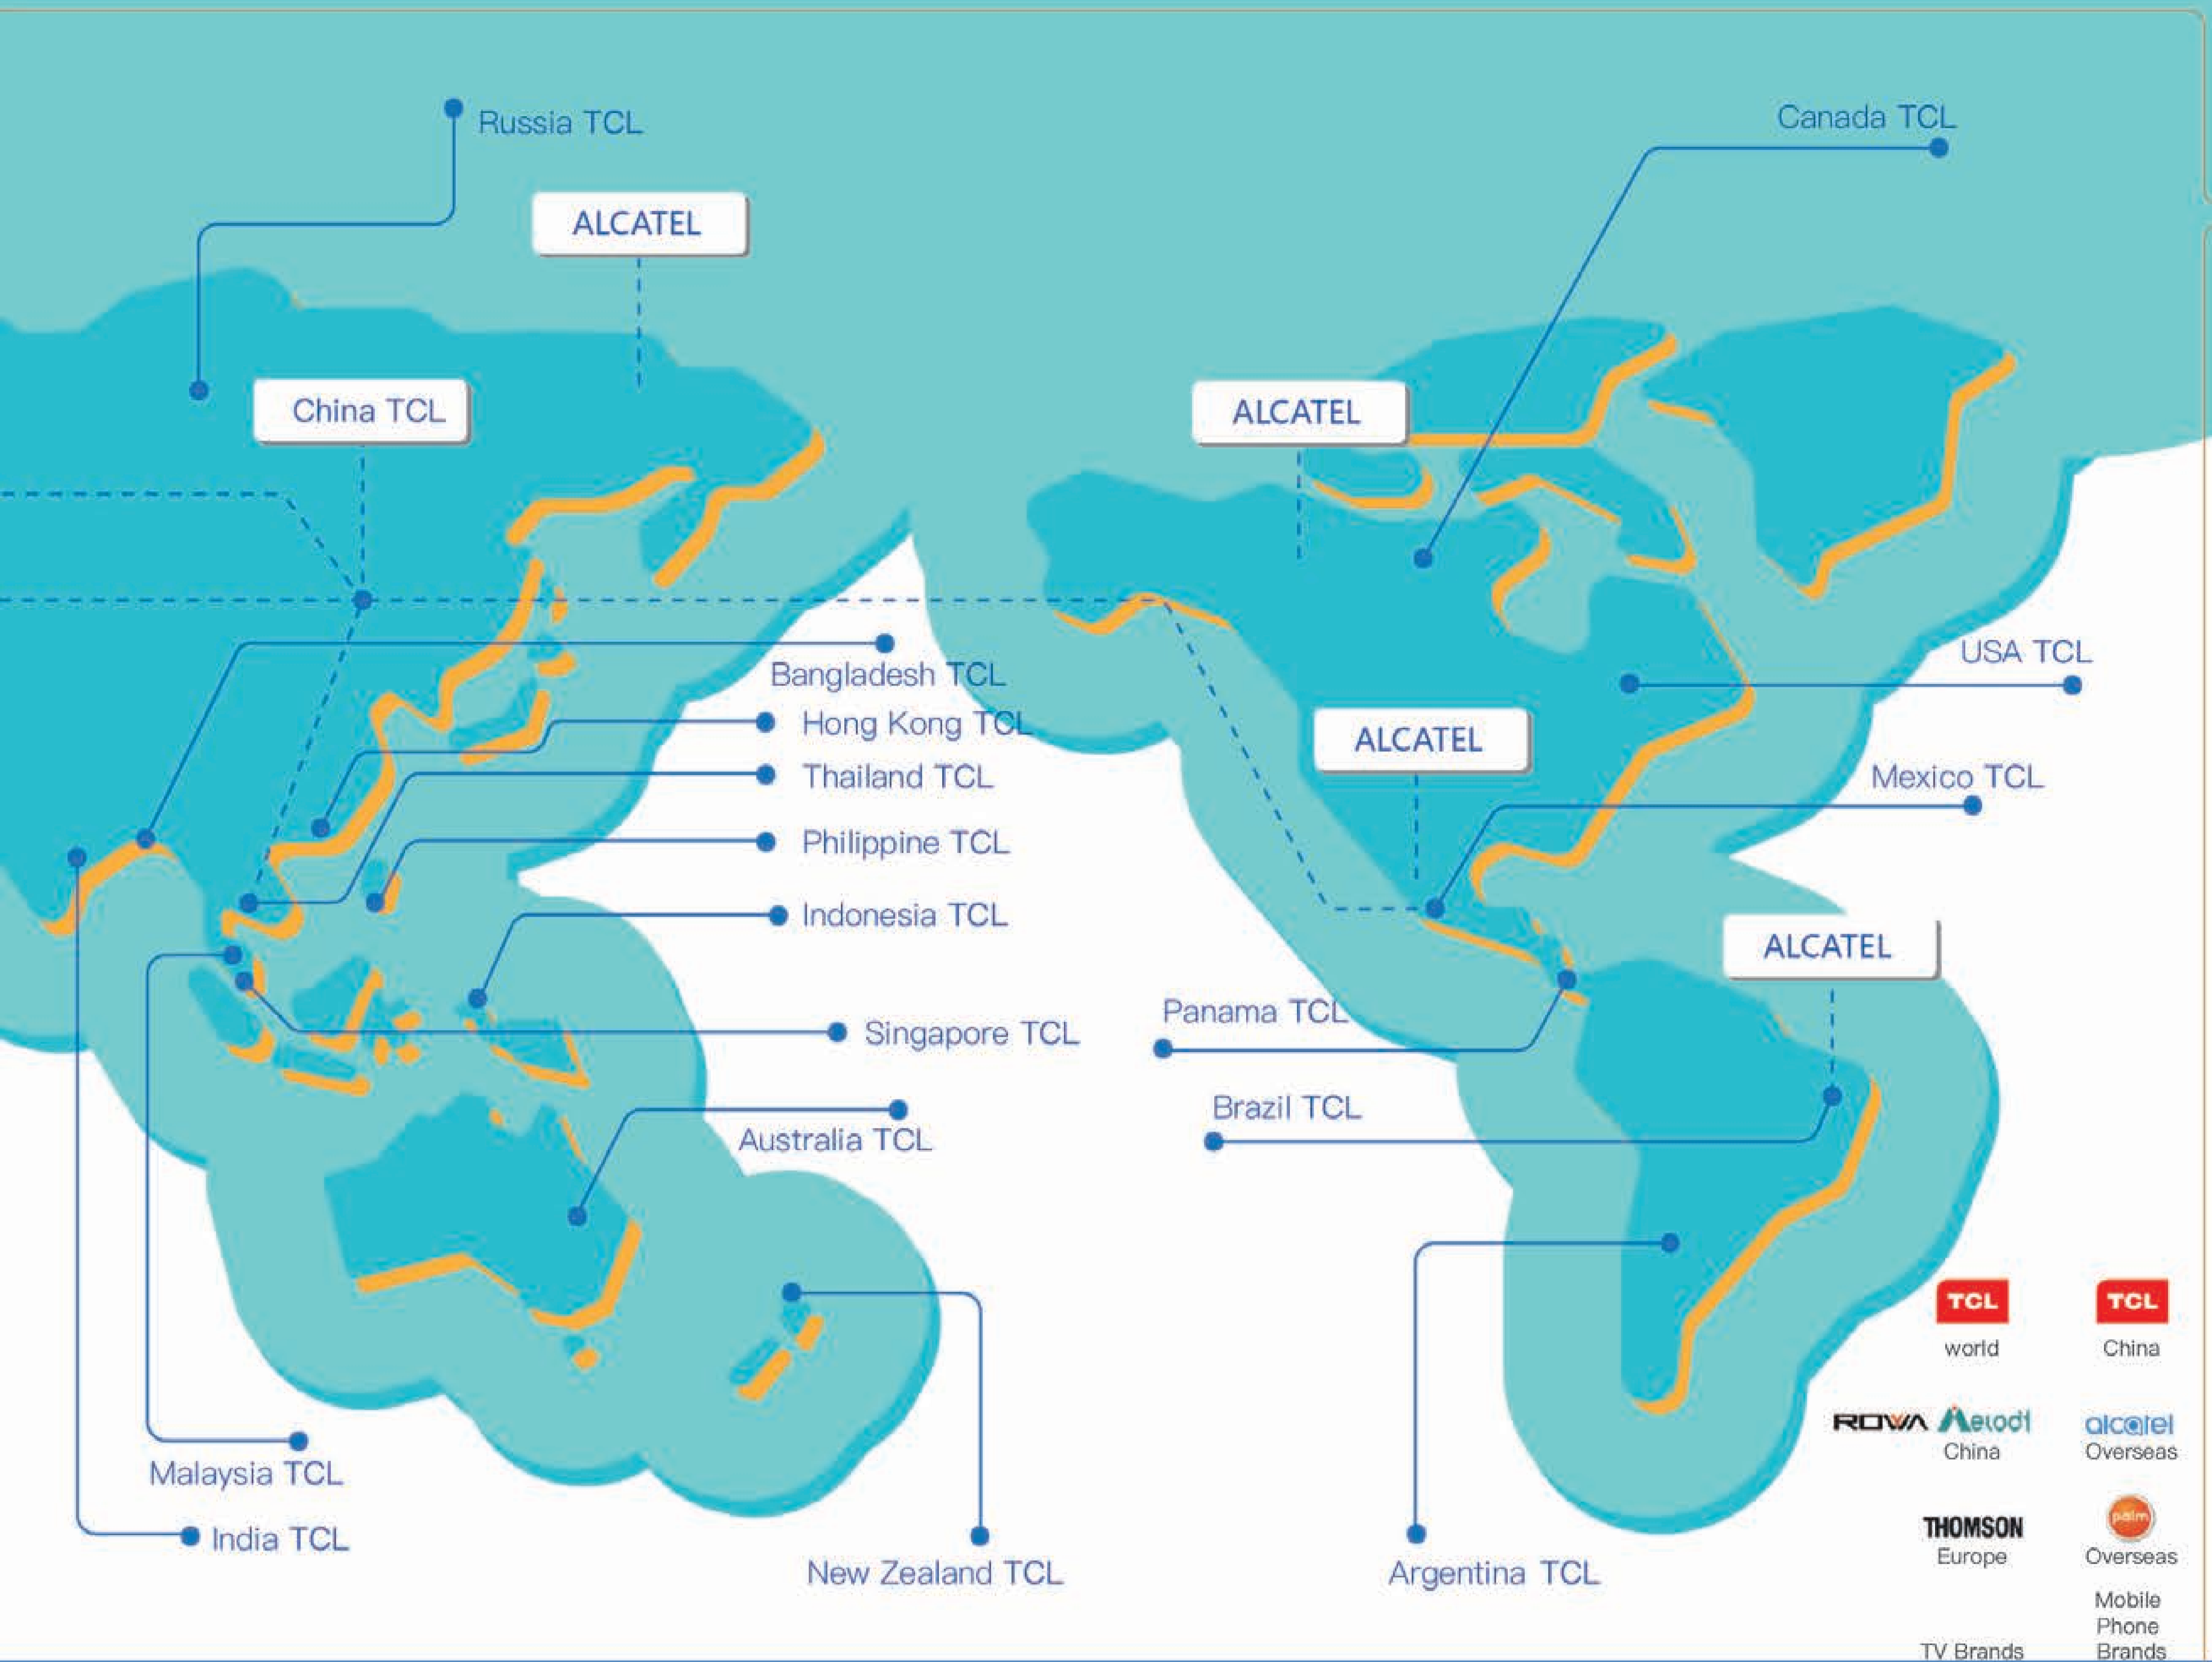 Russia TCL
Canada TCL
ALCATEL
China TCL
ALCATEL
USA TCL
Bangladesh TCL
Hong Kong TCL
ALCATEL
Thailand TCL
Mexico TCL
Philippine TCL
Indonesia TCL
ALCATEL
Panama TCL
Singapore TCL
Brazil TCL
Australia TCL
Malaysia TCL
India TCL
New Zealand TCL
Argentina TCL
TCL
world
TCL
China
ROWA Melodi
China
alcatel
Overseas
THOMSON
Europe
palm
Overseas
TV Brands
Mobile
Phone
Brands